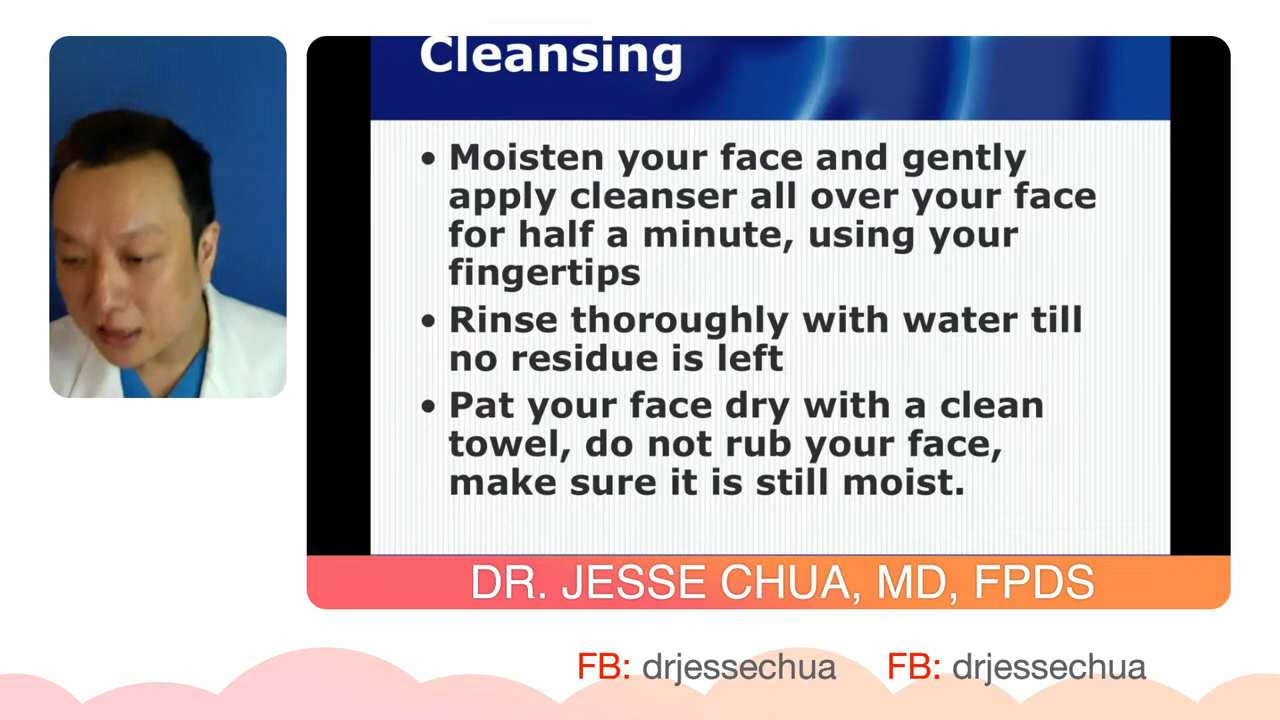 Cleansing
• Moisten your face and gently
apply cleanser all over your face
for half a minute, using your
fingertips
• Rinse thoroughly with water till
no residue is left
• Pat your face dry with a clean
towel, do not rub your face,
make sure it is still moist.
DR. JESSE CHUA, MD, FPDS
FB: drjessechua FB: drjessechua